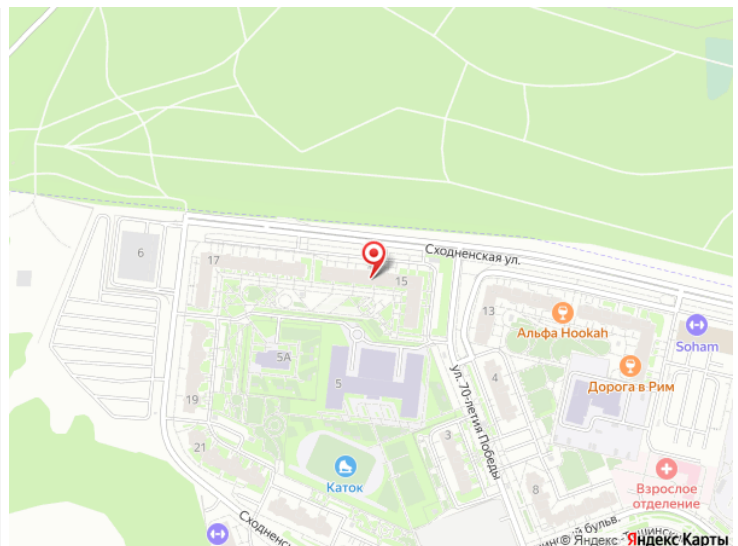 Сходненская ул.
6
17
15
13
Альфа Hookah
Soham
5А
5
4
Дорога в Рим
19
ул. 70-летия Победы
21
3
Каток
8
Взрослое
отделение
Сходненск
бульв.
© Яндекс Яндекс Карты